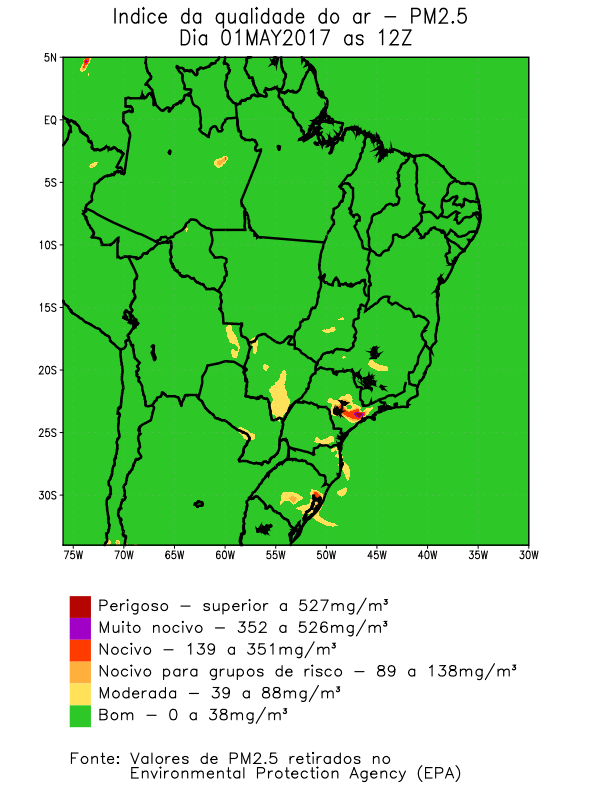 Indice da qualidade do ar – PM2.5
Dia 01MAY2017 as 12Z
5N
EQ
5S
10S
15S
20S
25S
30S
75W 70W 65W 60W 55W 50W 45W 40W 35W 30W
Perigoso – superior a 527mg/m³
Muito nocivo – 352 a 526mg/m³
Nocivo – 139 a 351mg/m³
Nocivo para grupos de risco – 89 a 138mg/m³
Moderada – 39 a 88mg/m³
Bom – 0 a 38mg/m³
Fonte: Valores de PM2.5 retirados no
Environmental Protection Agency (EPA)